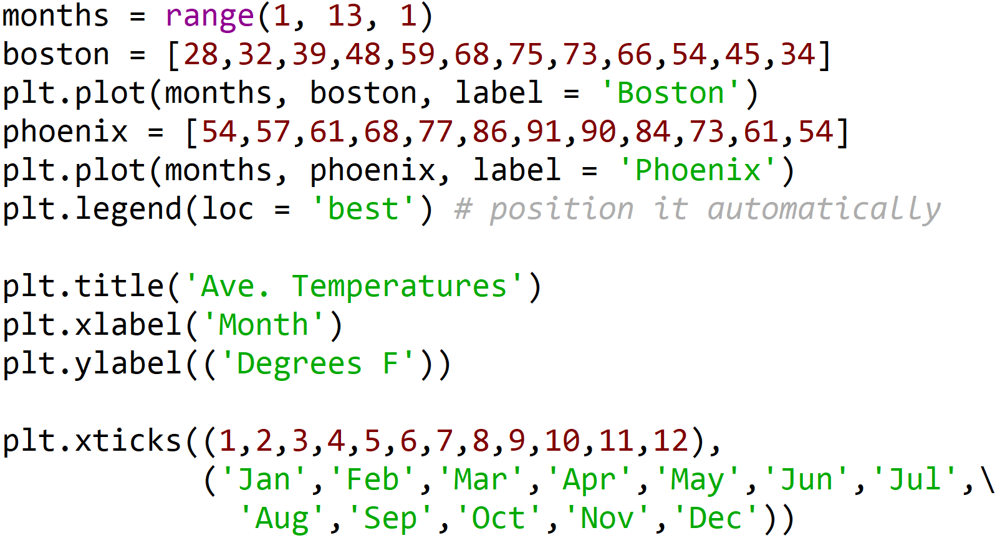 months = range(1, 13, 1)
boston = [28,32,39,48,59,68,75,73,66,54,45,34]
plt.plot(months, boston, label = 'Boston')
phoenix = [54,57,61,68,77,86,91,90,84,73,61,54]
plt.plot(months, phoenix, label = 'Phoenix')
plt.legend(loc = 'best') # position it automatically

plt.title('Ave. Temperatures')
plt.xlabel('Month')
plt.ylabel(('Degrees F'))

plt.xticks((1,2,3,4,5,6,7,8,9,10,11,12),
           ('Jan','Feb','Mar','Apr','May','Jun','Jul',\
             'Aug','Sep','Oct','Nov','Dec'))